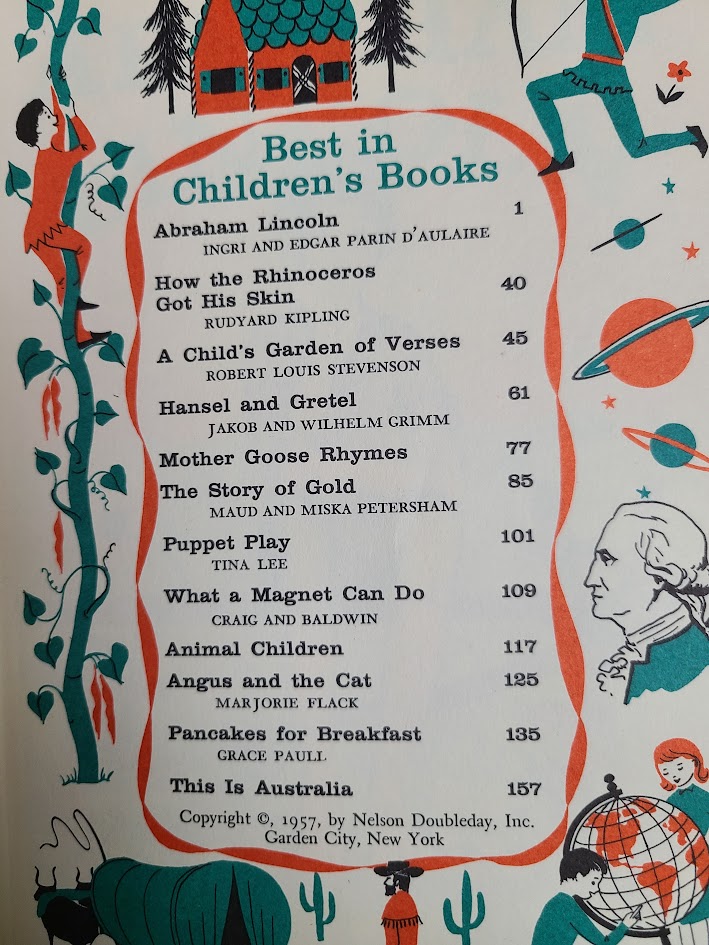 Best in
Children's Books
Abraham Lincoln 1
INGRI AND EDGAR PARIN D'AULAIRE
How the Rhinoceros
Got His Skin 40
RUDYARD KIPLING
A Child's Garden of Verses 45
ROBERT LOUIS STEVENSON
Hansel and Gretel 61
JAKOB AND WILHELM GRIMM
Mother Goose Rhymes 77
The Story of Gold 85
MAUD AND MISKA PETERSHAM
Puppet Play 101
TINA LEE
What a Magnet Can Do 109
CRAIG AND BALDWIN
Animal Children 117
Angus and the Cat 125
MARJORIE FLACK
Pancakes for Breakfast 135
GRACE PAULL
This Is Australia 157
Copyright ©, 1957, by Nelson Doubleday, Inc.
Garden City, New York